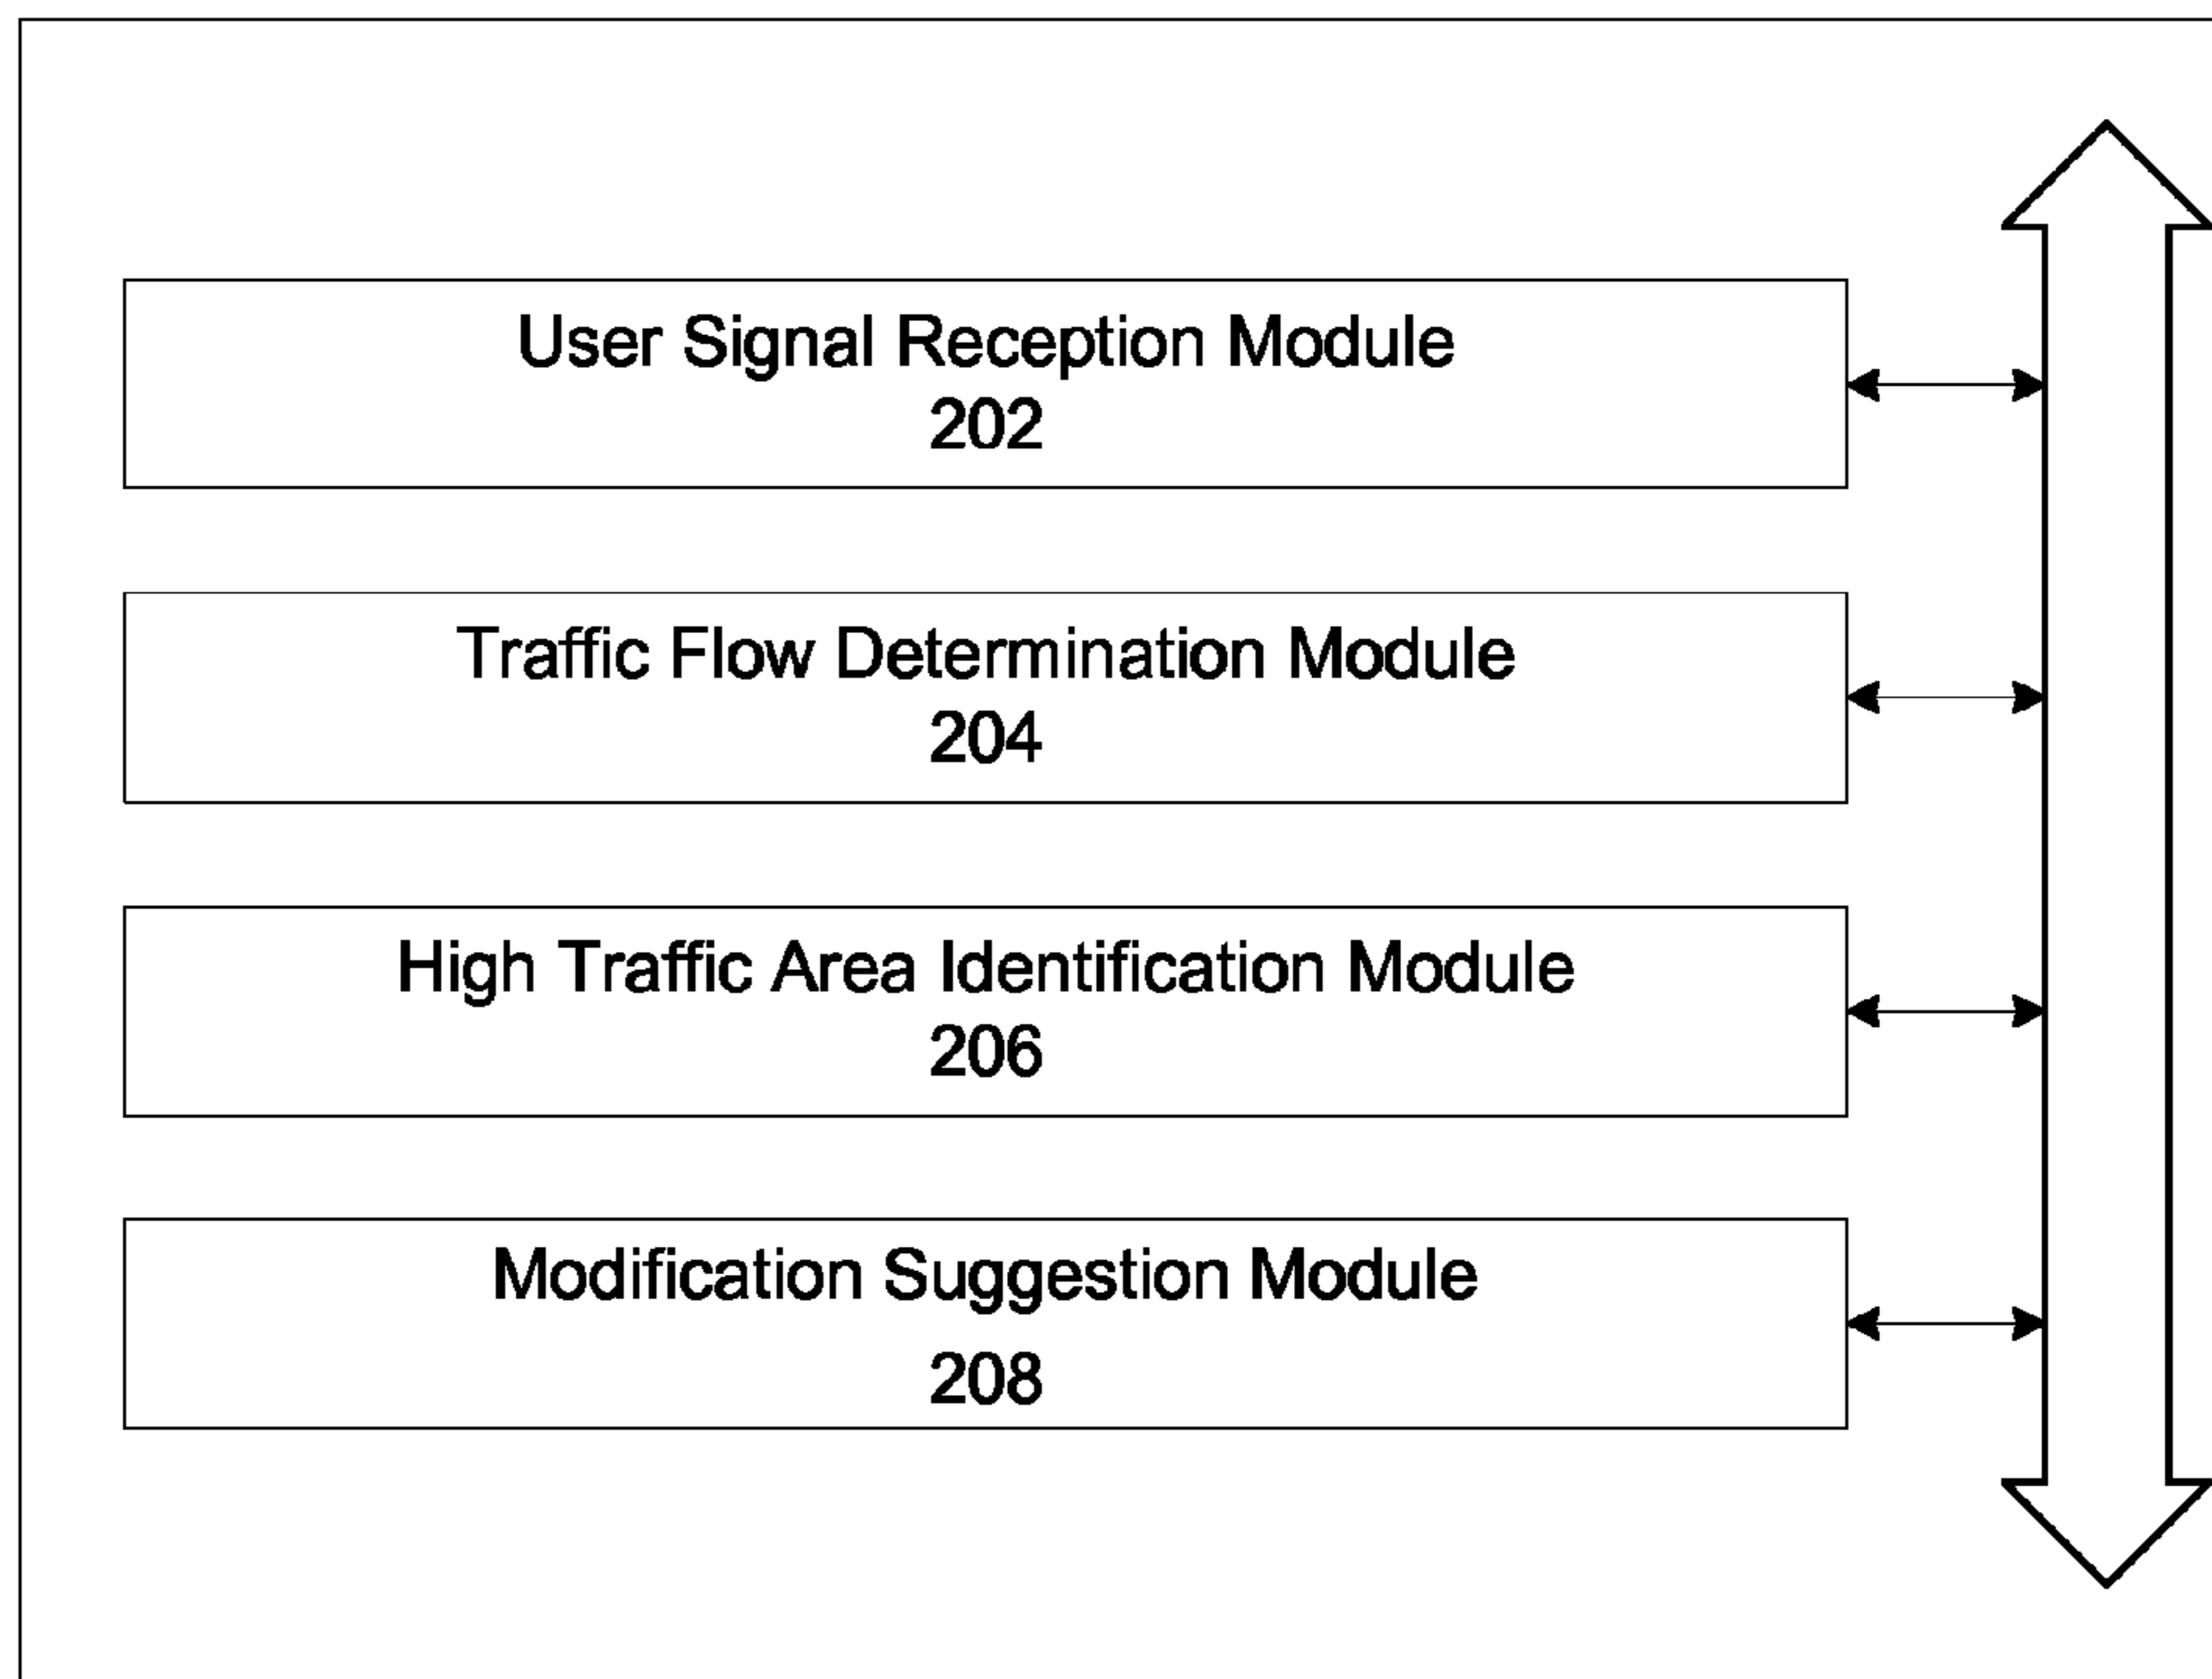 User Signal Reception Module
202
Traffic Flow Determination Module
204
High Traffic Area Identification Module
206
Modification Suggestion Module
208